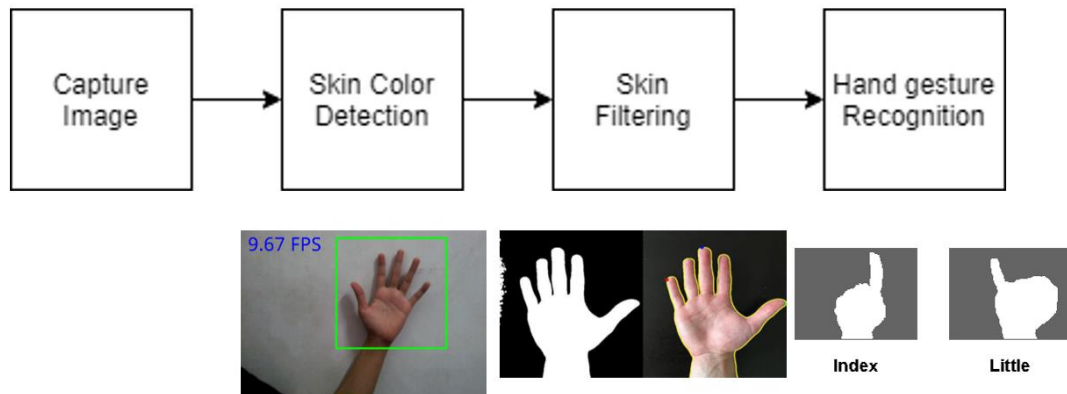 Capture
Image
Skin Color
Detection
Skin
Filtering
Hand gesture
Recognition
9.67 FPS
Index
Little